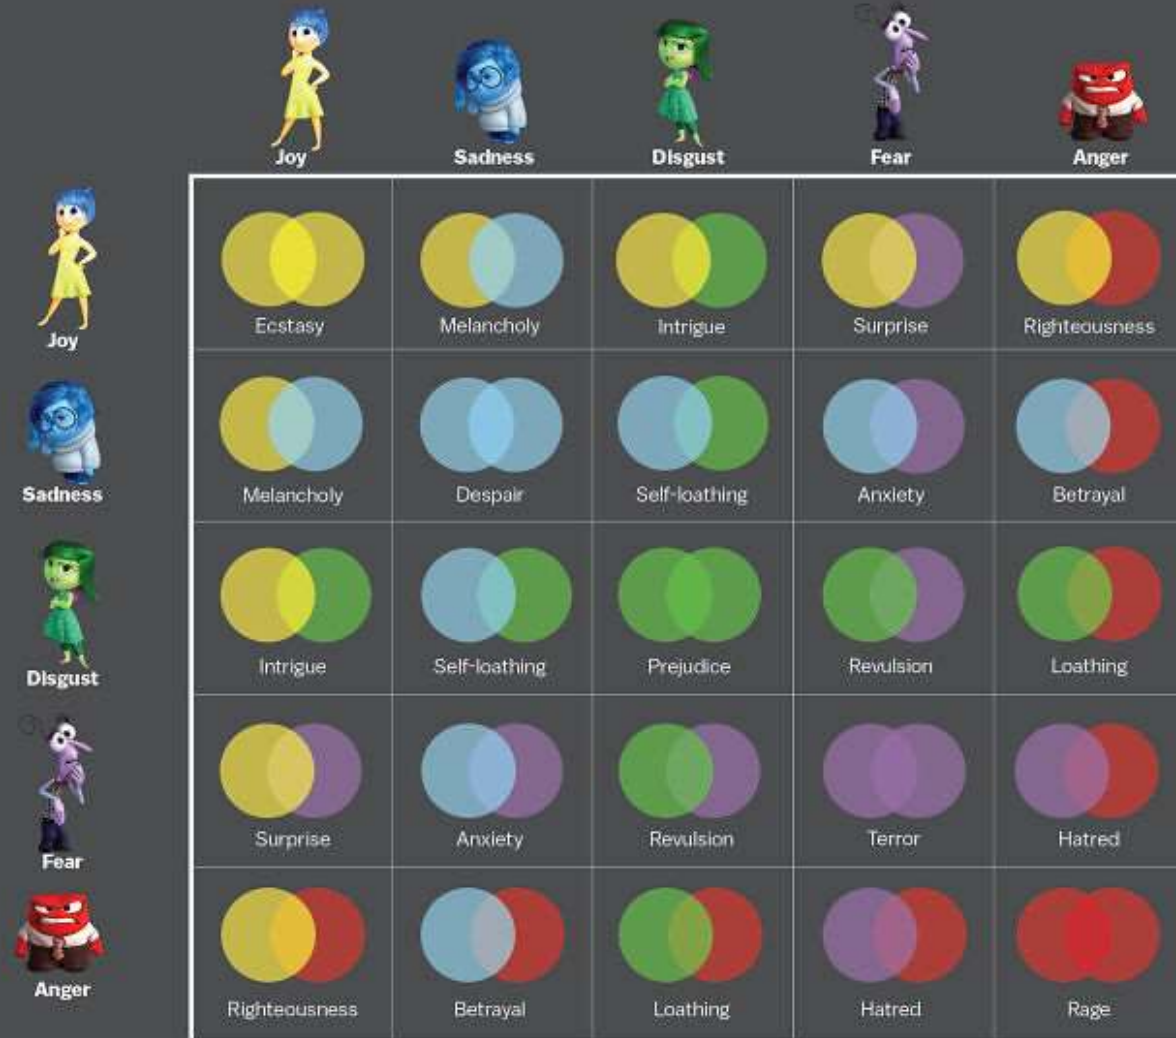 Joy Sadness Disgust Fear Anger
Joy
Ecstasy Melancholy Intrigue Surprise Righteousness
Sadness
Melancholy Despair Self-loathing Anxiety Betrayal
Disgust
Intrigue Self-loathing Prejudice Revulsion Loathing
Fear
Surprise Anxiety Revulsion Terror Hatred
Anger
Righteousness Betrayal Loathing Hatred Rage